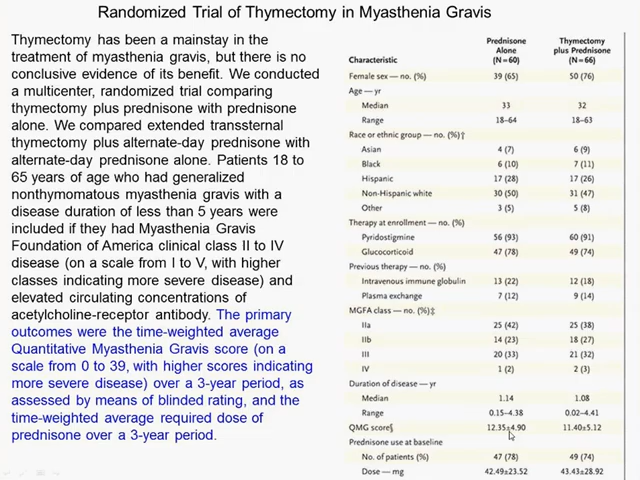 Randomized Trial of Thymectomy in Myasthenia Gravis
Thymectomy has been a mainstay in the
treatment of myasthenia gravis, but there is no
conclusive evidence of its benefit. We conducted
a multicenter, randomized trial comparing
thymectomy plus prednisone with prednisone
alone. We compared extended transsternal
thymectomy plus alternate-day prednisone with
alternate-day prednisone alone. Patients 18 to
65 years of age who had generalized
nonthymomatous myasthenia gravis with a
disease duration of less than 5 years were
included if they had Myasthenia Gravis
Foundation of America clinical class II to IV
disease (on a scale from I to V, with higher
classes indicating more severe disease) and
elevated circulating concentrations of
acetylcholine-receptor antibody. The primary
outcomes were the time-weighted average
Quantitative Myasthenia Gravis score (on a
scale from 0 to 39, with higher scores indicating
more severe disease) over a 3-year period, as
assessed by means of blinded rating, and the
time-weighted average required dose of
prednisone over a 3-year period.
Characteristic Prednisone Alone (N=60) Thymectomy plus Prednisone (N=66)
Female sex — no. (%) 39 (65) 50 (76)
Age — yr
Median 33 32
Range 18–64 18–63
Race or ethnic group — no. (%)†
Asian 4 (7) 6 (9)
Black 6 (10) 7 (11)
Hispanic 17 (28) 17 (26)
Non-Hispanic white 30 (50) 31 (47)
Other 3 (5) 5 (8)
Therapy at enrollment — no. (%)
Pyridostigmine 56 (93) 60 (91)
Glucocorticoid 47 (78) 49 (74)
Previous therapy — no. (%)
Intravenous immune globulin 13 (22) 12 (18)
Plasma exchange 7 (12) 9 (14)
MGFA class — no. (%)‡
IIa 25 (42) 25 (38)
IIb 14 (23) 18 (27)
III 20 (33) 21 (32)
IV 1 (2) 2 (3)
Duration of disease — yr
Median 1.14 1.08
Range 0.15–4.38 0.02–4.41
QMG score§ 12.35±4.90 11.40±5.12
Prednisone use at baseline
No. of patients (%) 47 (78) 49 (74)
Dose — mg 42.49±23.52 43.43±28.92